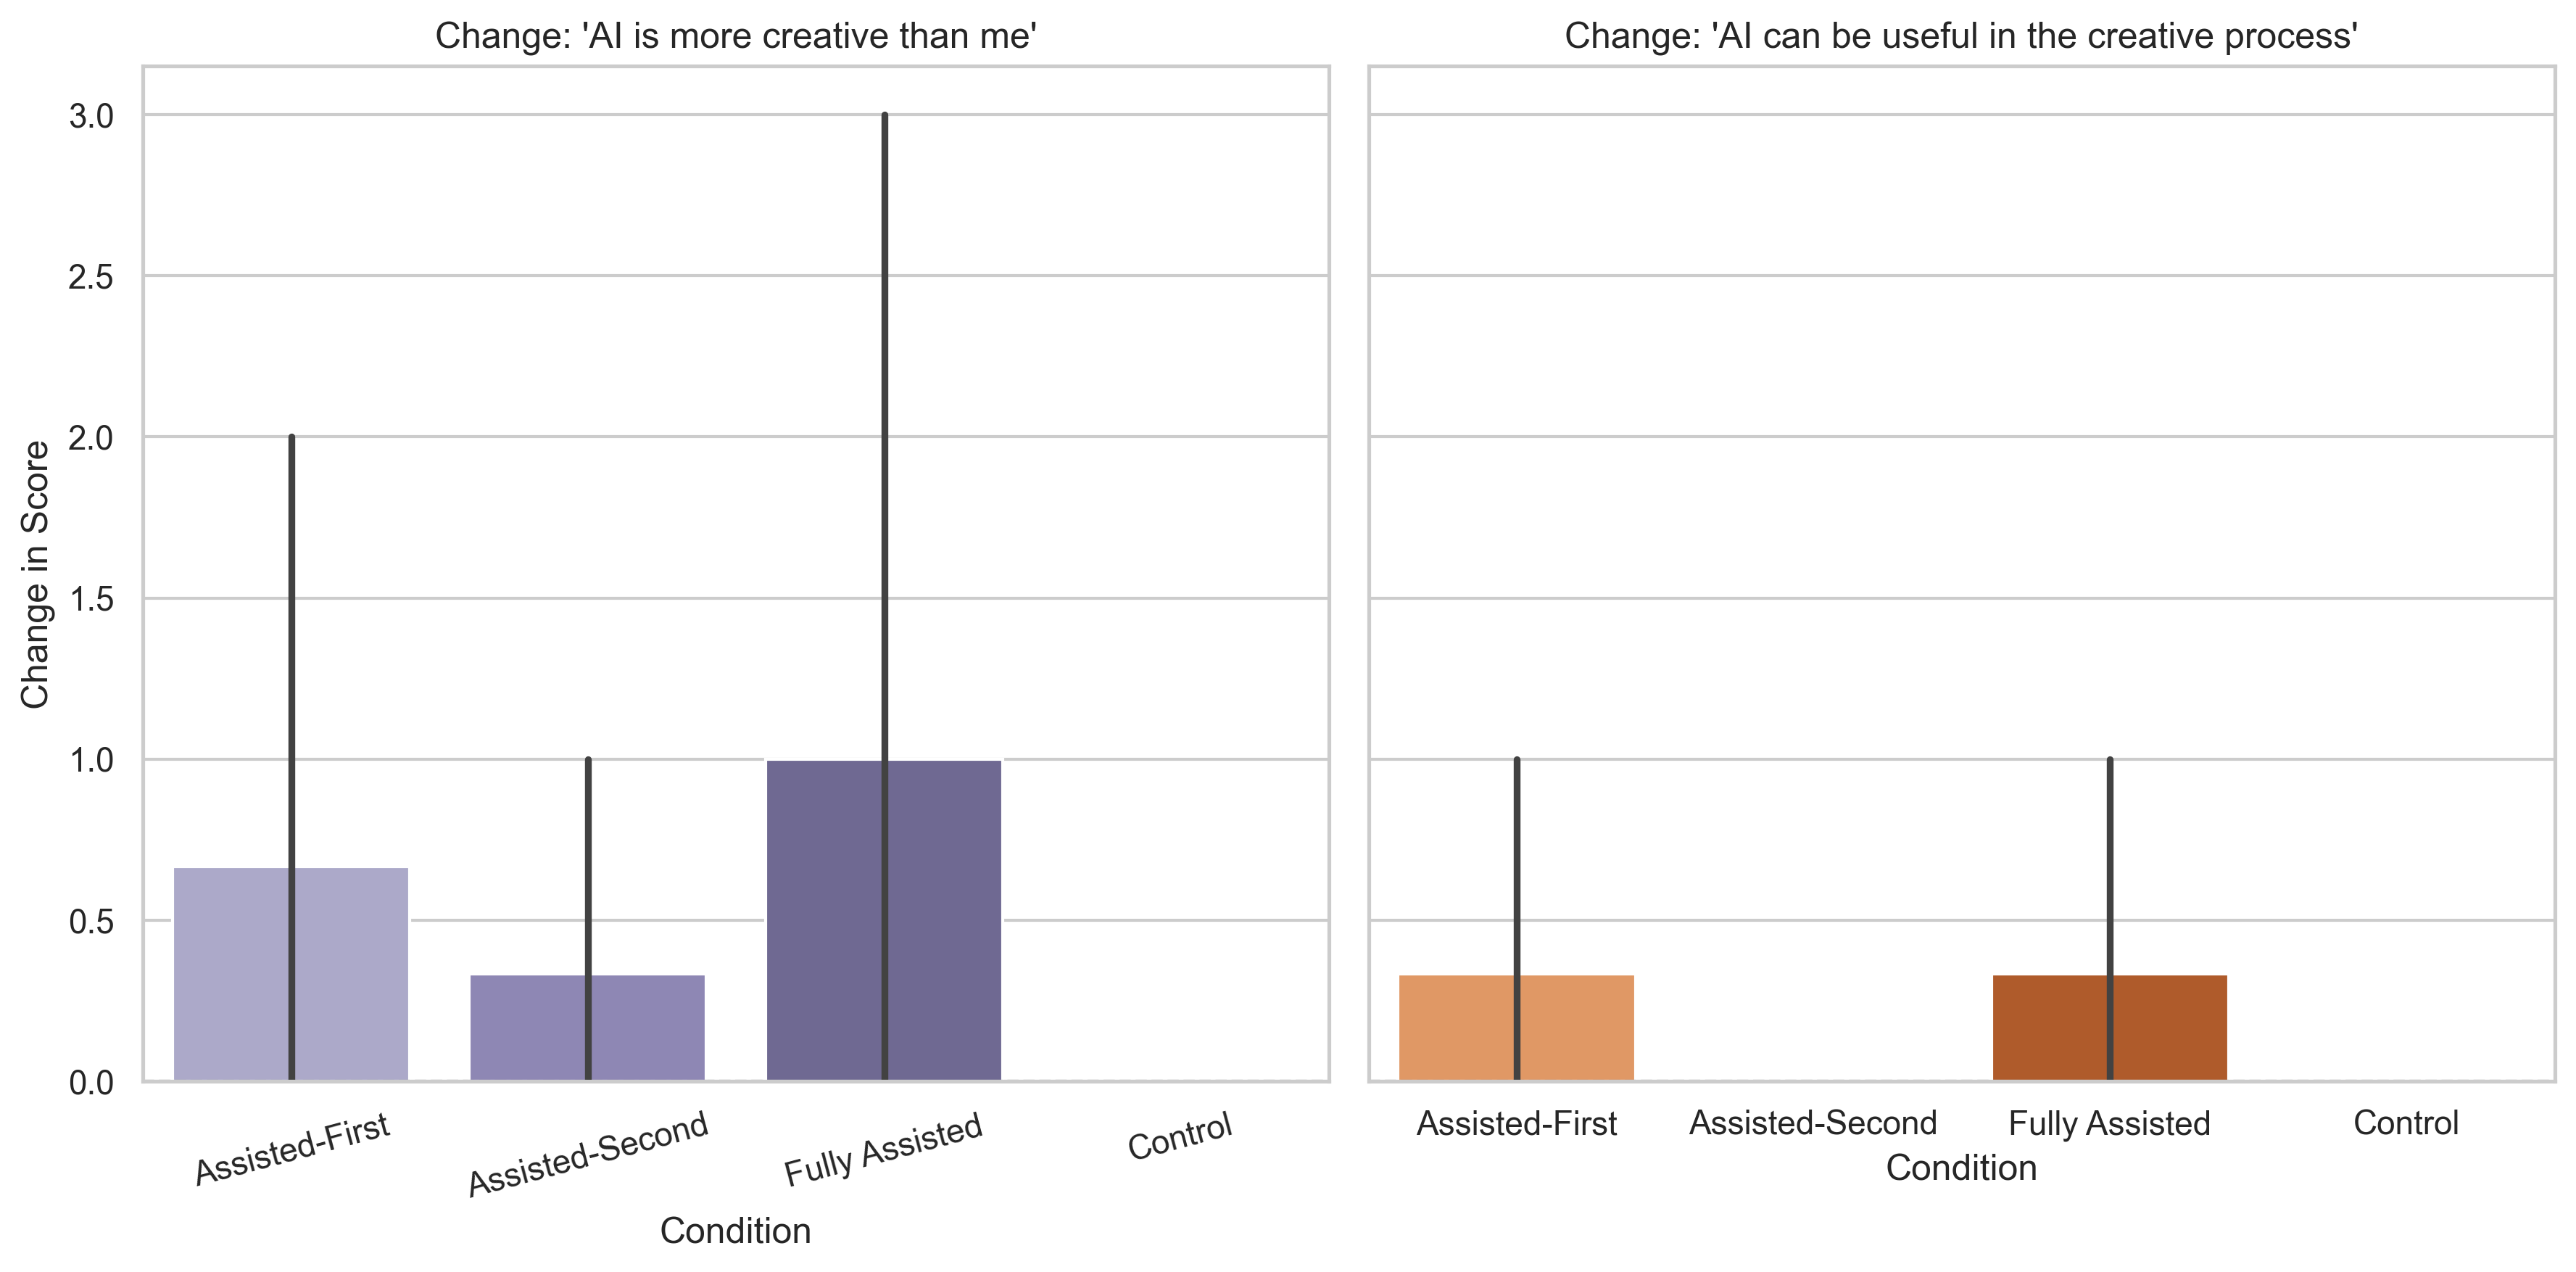 Change: 'AI is more creative than me'
Change in Score
3.0
2.5
2.0
1.5
1.0
0.5
0.0
Assisted-First
Assisted-Second
Fully Assisted
Control
Condition
Change: 'AI can be useful in the creative process'
Assisted-First
Assisted-Second
Fully Assisted
Control
Condition